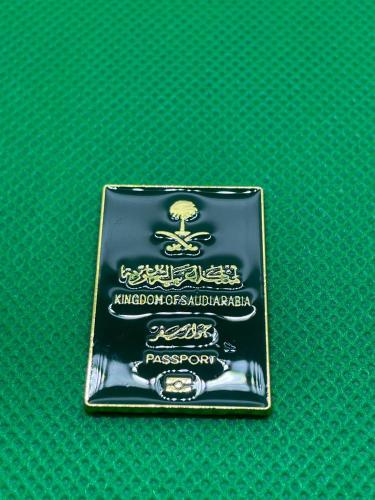 المملكة العربية السعودية
KINGDOM OF SAUDI ARABIA
جواز سفر
PASSPORT